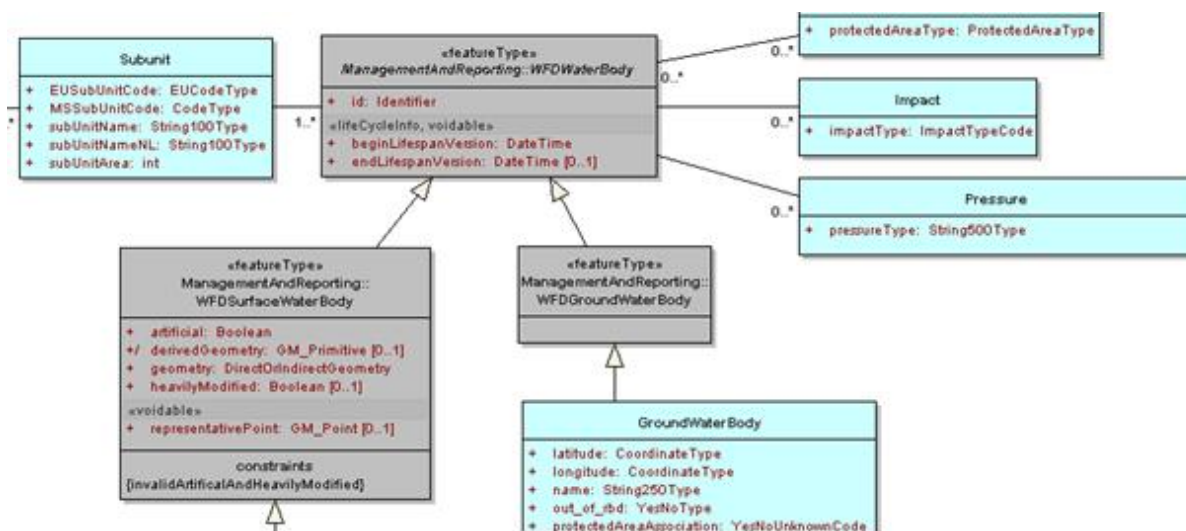 + protectedAreaType: ProtectedAreaType
0..*
Subunit
+ EUSubUnitCode: EUCodeType
+ MSSubUnitCode: CodeType
+ subUnitName: String100Type
+ subUnitNameNL: String100Type
+ subUnitArea: int
1..*
«featureType»
ManagementAndReporting::WFDWaterBody
+ id: Identifier
«lifeCycleInfo, voidable»
+ beginLifespanVersion: DateTime
+ endLifespanVersion: DateTime [0..1]
0..*
Impact
+ impactType: ImpactTypeCode
0..*
Pressure
+ pressureType: String500Type
0..*
«featureType»
ManagementAndReporting::
WFDSurfaceWaterBody
+ artificial: Boolean
+/ derivedGeometry: GM_Primitive [0..1]
+ geometry: DirectOrIndirectGeometry
+ heavilyModified: Boolean [0..1]
«voidable»
+ representativePoint: GM_Point [0..1]
constraints
{invalidArtificalAndHeavilyModified}
«featureType»
ManagementAndReporting::
WFDGroundWaterBody
GroundWaterBody
+ latitude: CoordinateType
+ longitude: CoordinateType
+ name: String250Type
+ out_of_rbd: YesNoType
+ protectedAreaAssociation: YesNoUnknownCode